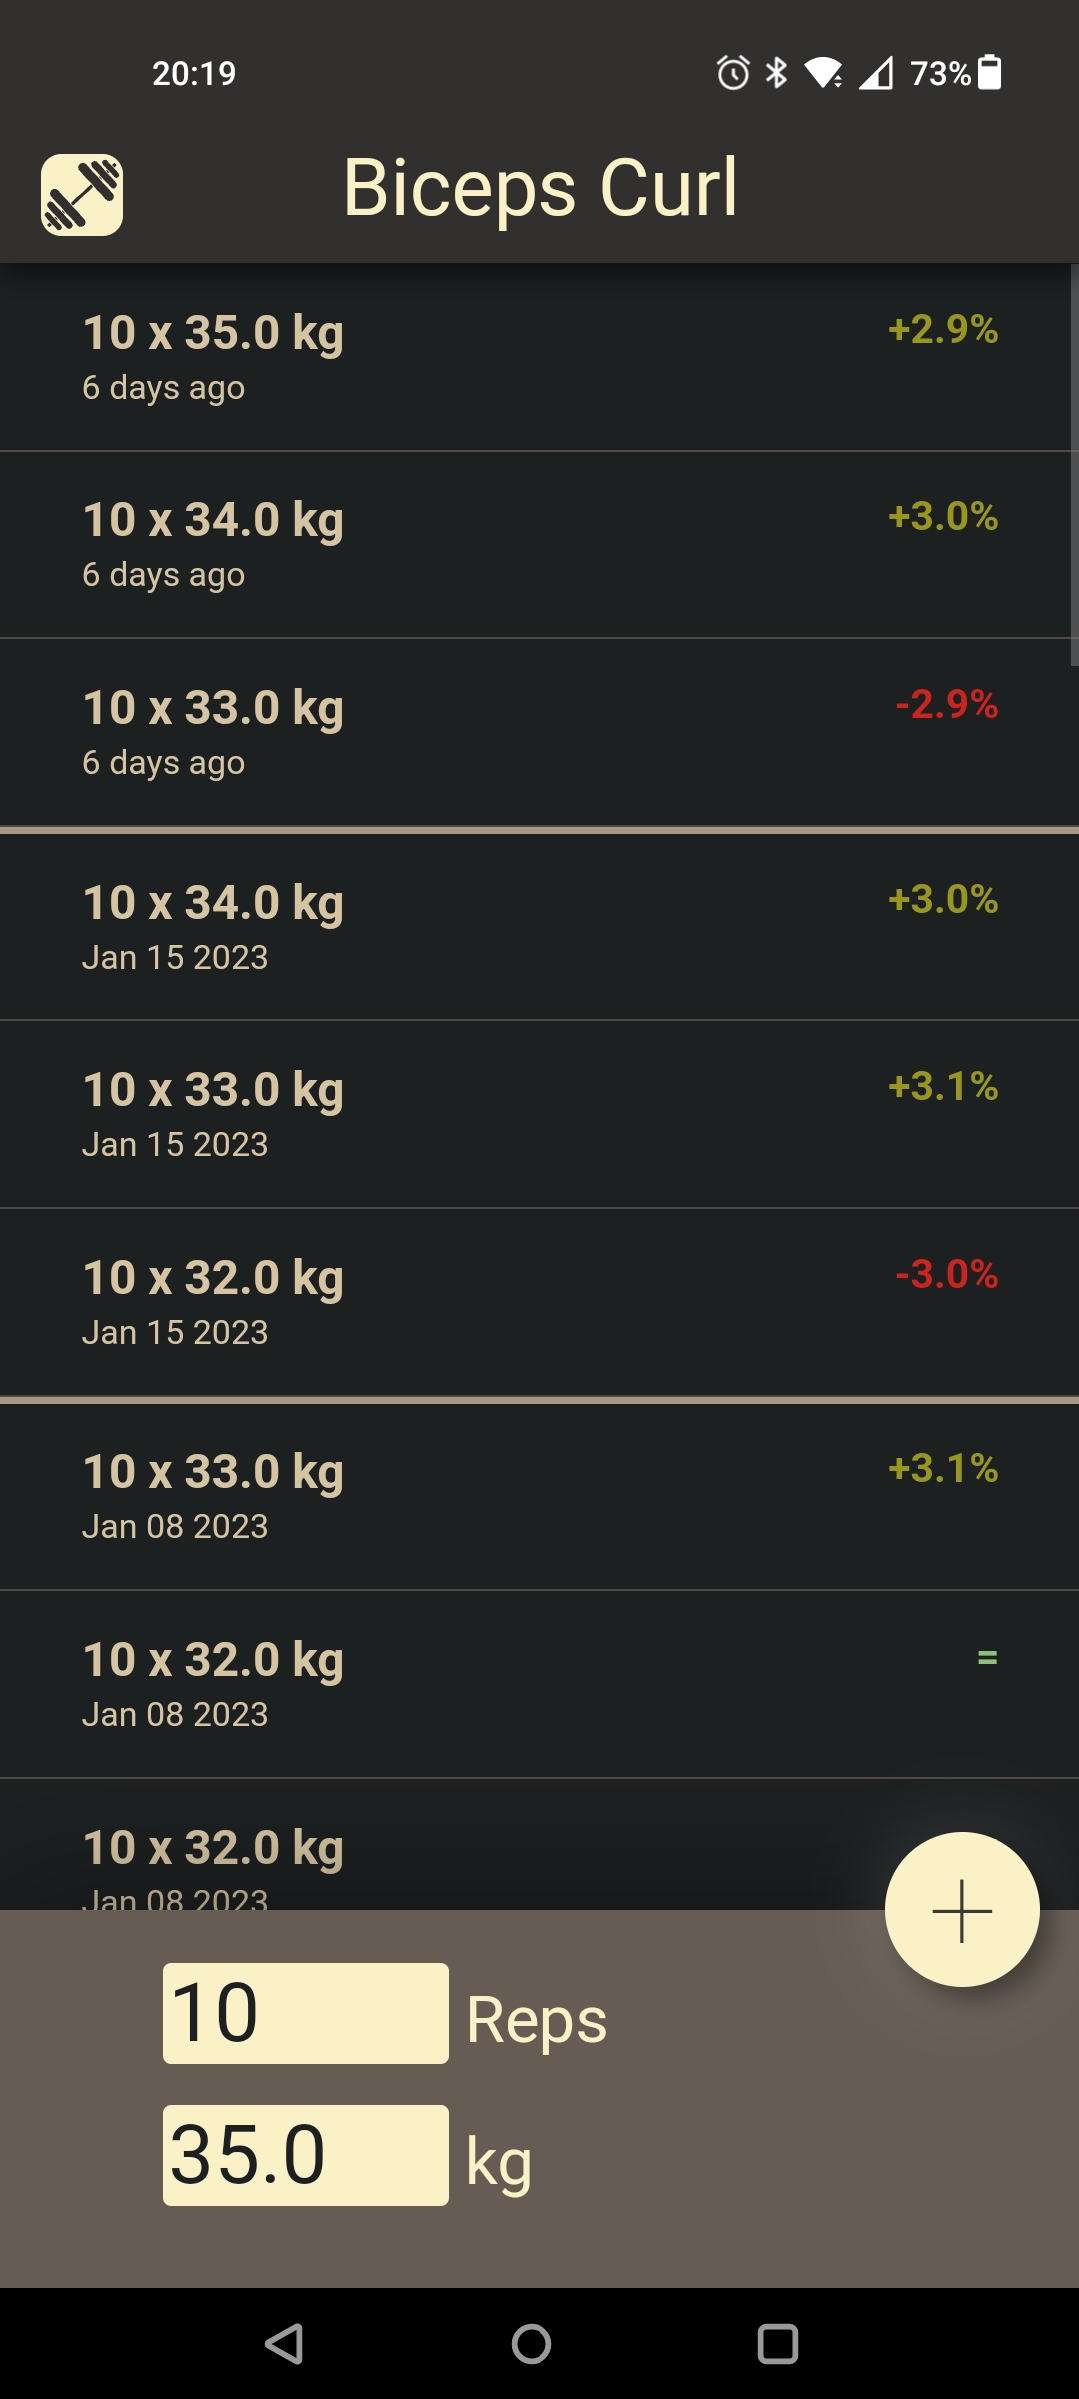 20:19
73%
Biceps Curl
10 x 35.0 kg
+2.9%
6 days ago
10 x 34.0 kg
+3.0%
6 days ago
10 x 33.0 kg
-2.9%
6 days ago
10 x 34.0 kg
+3.0%
Jan 15 2023
10 x 33.0 kg
+3.1%
Jan 15 2023
10 x 32.0 kg
-3.0%
Jan 15 2023
10 x 33.0 kg
+3.1%
Jan 08 2023
10 x 32.0 kg
=
Jan 08 2023
10 x 32.0 kg
Jan 08 2023
10 Reps
35.0 kg